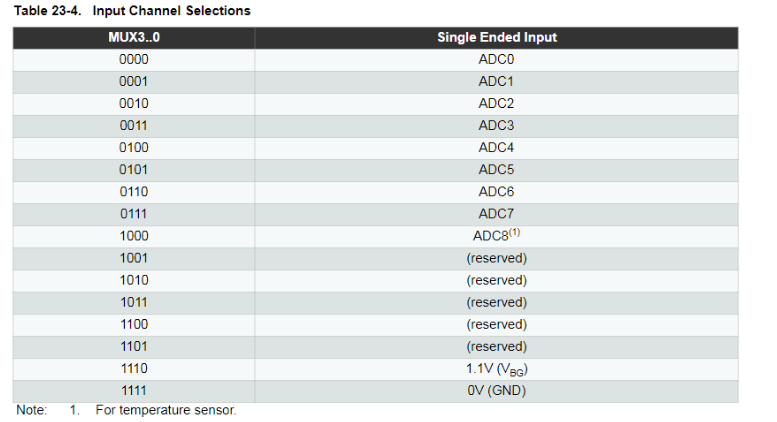 Table 23-4. Input Channel Selections
MUX3..0 Single Ended Input
0000 ADC0
0001 ADC1
0010 ADC2
0011 ADC3
0100 ADC4
0101 ADC5
0110 ADC6
0111 ADC7
1000 ADC8(1)
1001 (reserved)
1010 (reserved)
1011 (reserved)
1100 (reserved)
1101 (reserved)
1110 1.1V (VBG)
1111 0V (GND)
Note: 1. For temperature sensor.